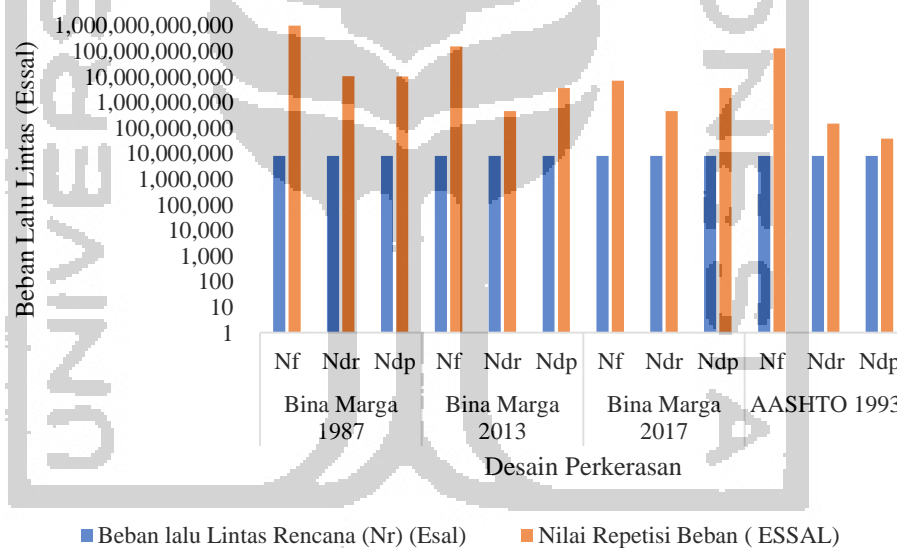 Beban Lalu Lintas (Essal)
1,000,000,000,000
100,000,000,000
10,000,000,000
1,000,000,000
100,000,000
10,000,000
1,000,000
100,000
10,000
1,000
100
10
1
Nf Ndr Ndp Nf Ndr Ndp Nf Ndr Ndp Nf Ndr Ndp
Bina Marga 1987
Bina Marga 2013
Bina Marga 2017
AASHTO 1993
Desain Perkerasan
Beban lalu Lintas Rencana (Nr) (Esal)
Nilai Repetisi Beban ( ESSAL)